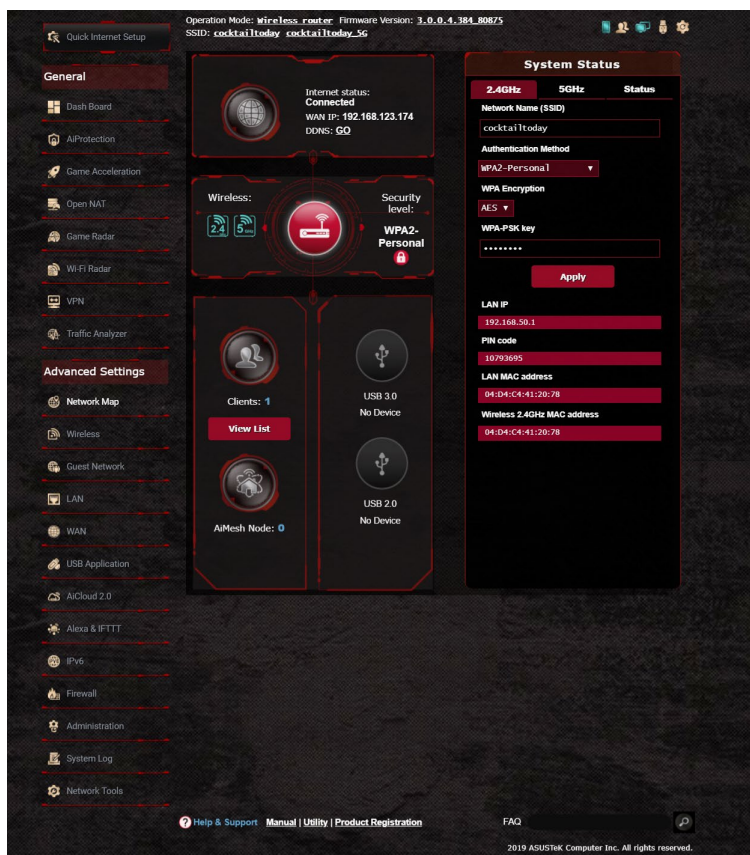 Quick Internet Setup
General
Dash Board
AiProtection
Game Acceleration
Open NAT
Game Radar
Wi-Fi Radar
VPN
Traffic Analyzer
Advanced Settings
Network Map
Wireless
Guest Network
LAN
WAN
USB Application
AiCloud 2.0
Alexa & IFTTT
IPv6
Firewall
Administration
System Log
Network Tools
Operation Mode: Wireless router Firmware Version: 3.0.0.4.384_80875
SSID: cocktailtoday cocktailtoday_5G
Internet status:
Connected
WAN IP: 192.168.123.174
DDNS: GO
Wireless:
2.4 GHz
5 GHz
Security
level:
WPA2-
Personal
Clients: 1
View List
AiMesh Node: 0
USB 3.0
No Device
USB 2.0
No Device
System Status
2.4GHz 5GHz Status
Network Name (SSID)
cocktailtoday
Authentication
Method
WPA2-Personal
WPA Encryption
AES
WPA-PSK key
••••••••
Apply
LAN IP
192.168.50.1
PIN code
10793695
LAN MAC address
04:D4:C4:41:20:78
Wireless 2.4GHz MAC address
04:D4:C4:41:20:78
? Help & Support Manual | Utility | Product Registration
FAQ
2019 ASUSTeK Computer Inc. All rights reserved.